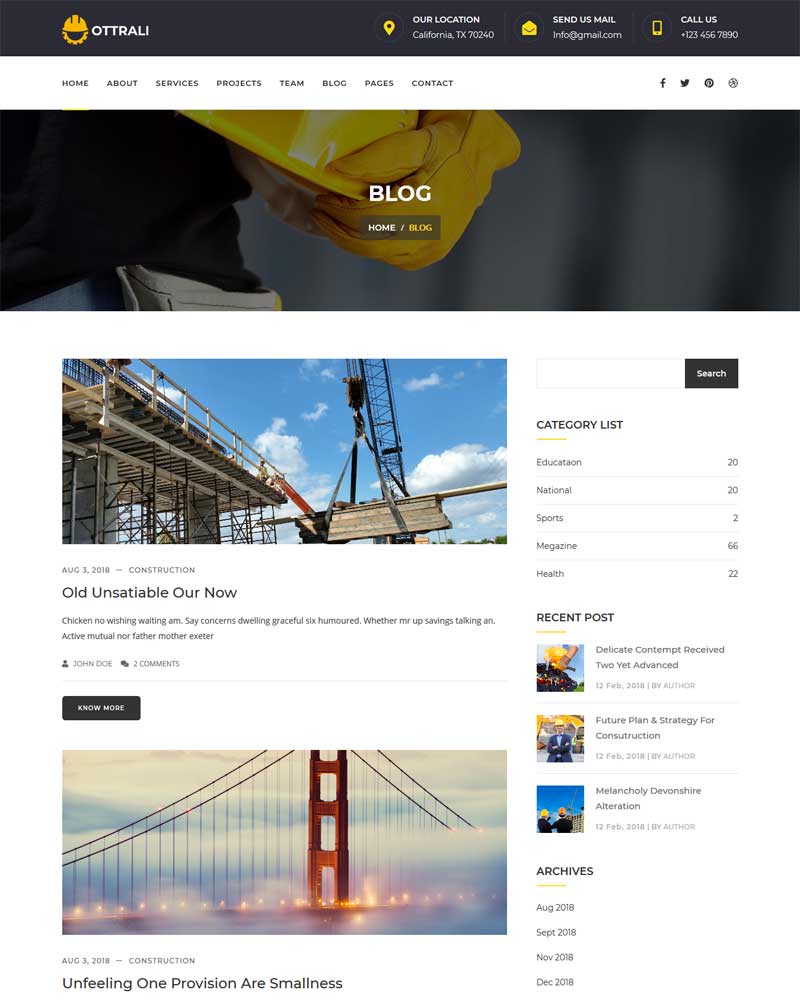 OTTRALI
OUR LOCATION
California, TX 70240
SEND US MAIL
Info@gmail.com
CALL US
+123 456 7890
HOME ABOUT SERVICES PROJECTS TEAM BLOG PAGES CONTACT
BLOG
HOME / BLOG
AUG 3, 2018 — CONSTRUCTION
Old Unsatiable Our Now
Chicken no wishing waiting am. Say concerns dwelling graceful six humoured. Whether mr up savings talking an.
Active mutual nor father mother exeter
JOHN DOE 2 COMMENTS
KNOW MORE
AUG 3, 2018 — CONSTRUCTION
Unfeeling One Provision Are Smallness
Search
CATEGORY LIST
Educataon 20
National 20
Sports 2
Megazine 66
Health 22
RECENT POST
Delicate Contempt Received
Two Yet Advanced
12 Feb, 2018 | BY AUTHOR
Future Plan & Strategy For
Consutruction
12 Feb, 2018 | BY AUTHOR
Melancholy Devonshire
Alteration
12 Feb, 2018 | BY AUTHOR
ARCHIVES
Aug 2018
Sept 2018
Nov 2018
Dec 2018